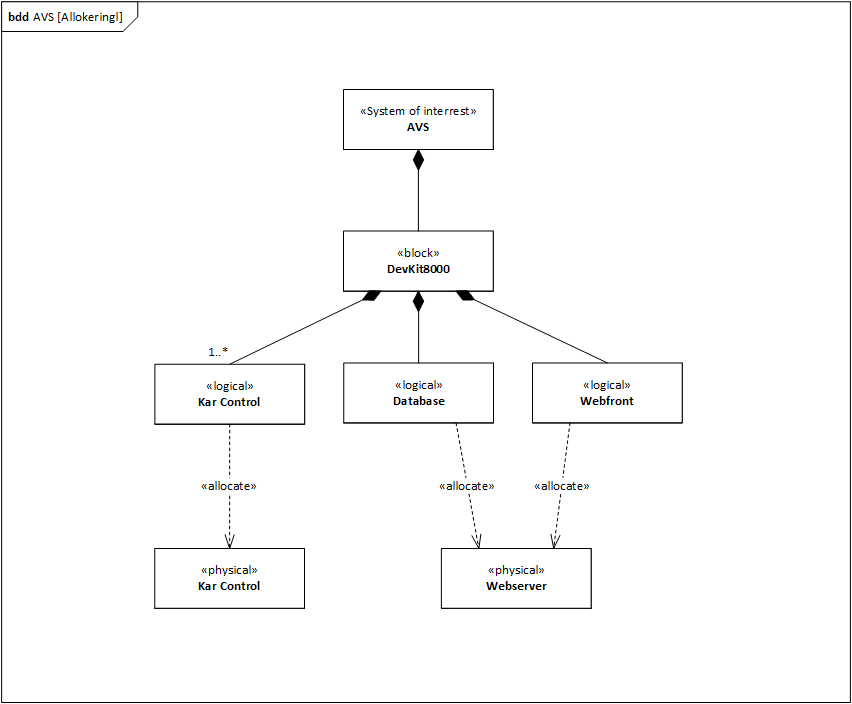 bdd AVS [Allokeringl]
«System of interrest»
AVS
«block»
DevKit8000
1..*
«logical»
Kar Control
«logical»
Database
«logical»
Webfront
«allocate»
«allocate»
«allocate»
«physical»
Kar Control
«physical»
Webserver